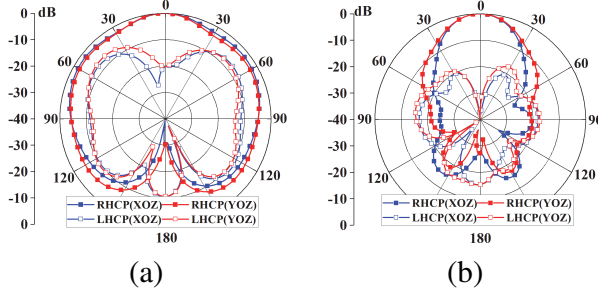 dB 0 dB 0
0 30 30 0 30 30
-10 -10
60 60 60 60
-20 -20
-30 -30
-40 90 90 -40 90 90
-30 -30
-20 120 120 -20 120 120
-10 RHCP(XOZ) RHCP(YOZ) -10 RHCP(XOZ) RHCP(YOZ)
0 LHCP(XOZ) LHCP(YOZ) 0 LHCP(XOZ) LHCP(YOZ)
180 180
(a) (b)